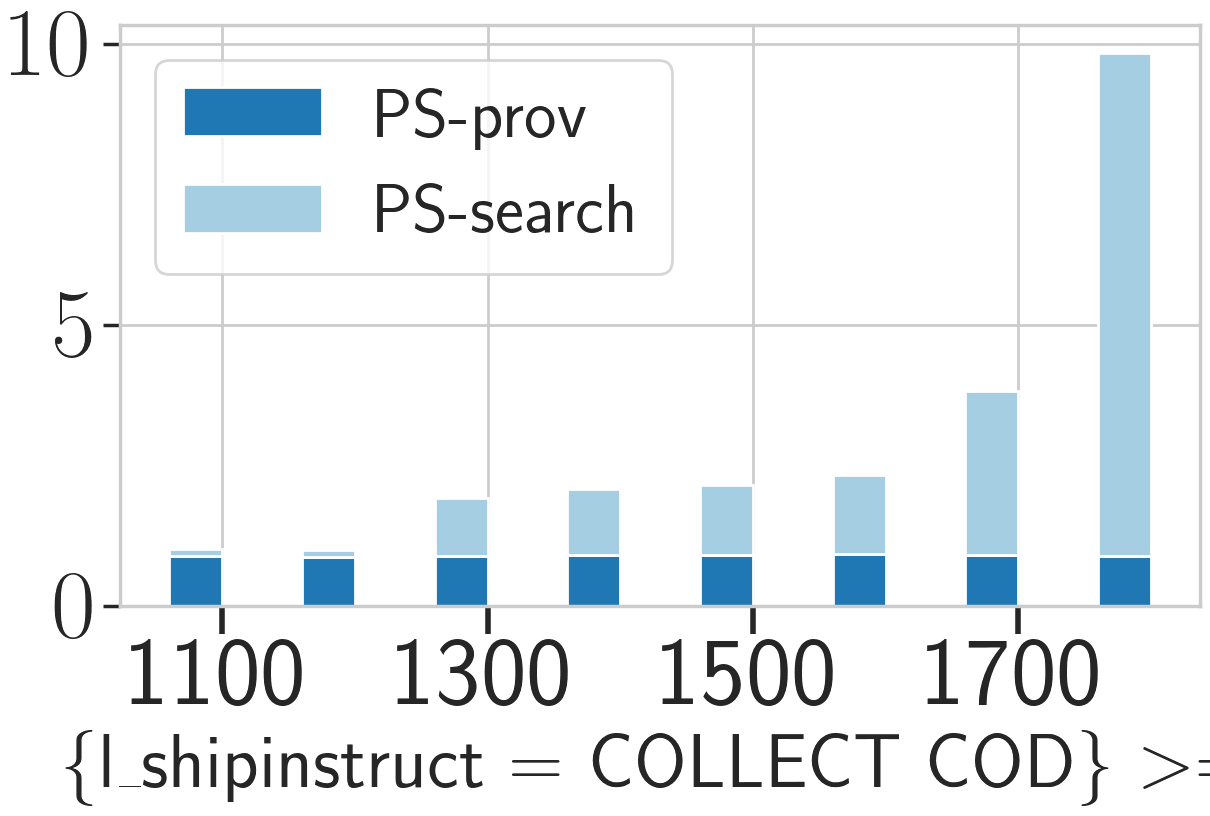 10
PS-prov
PS-search
5
0
1100 1300 1500 1700
{l_shipinstruct = COLLECT COD} >=